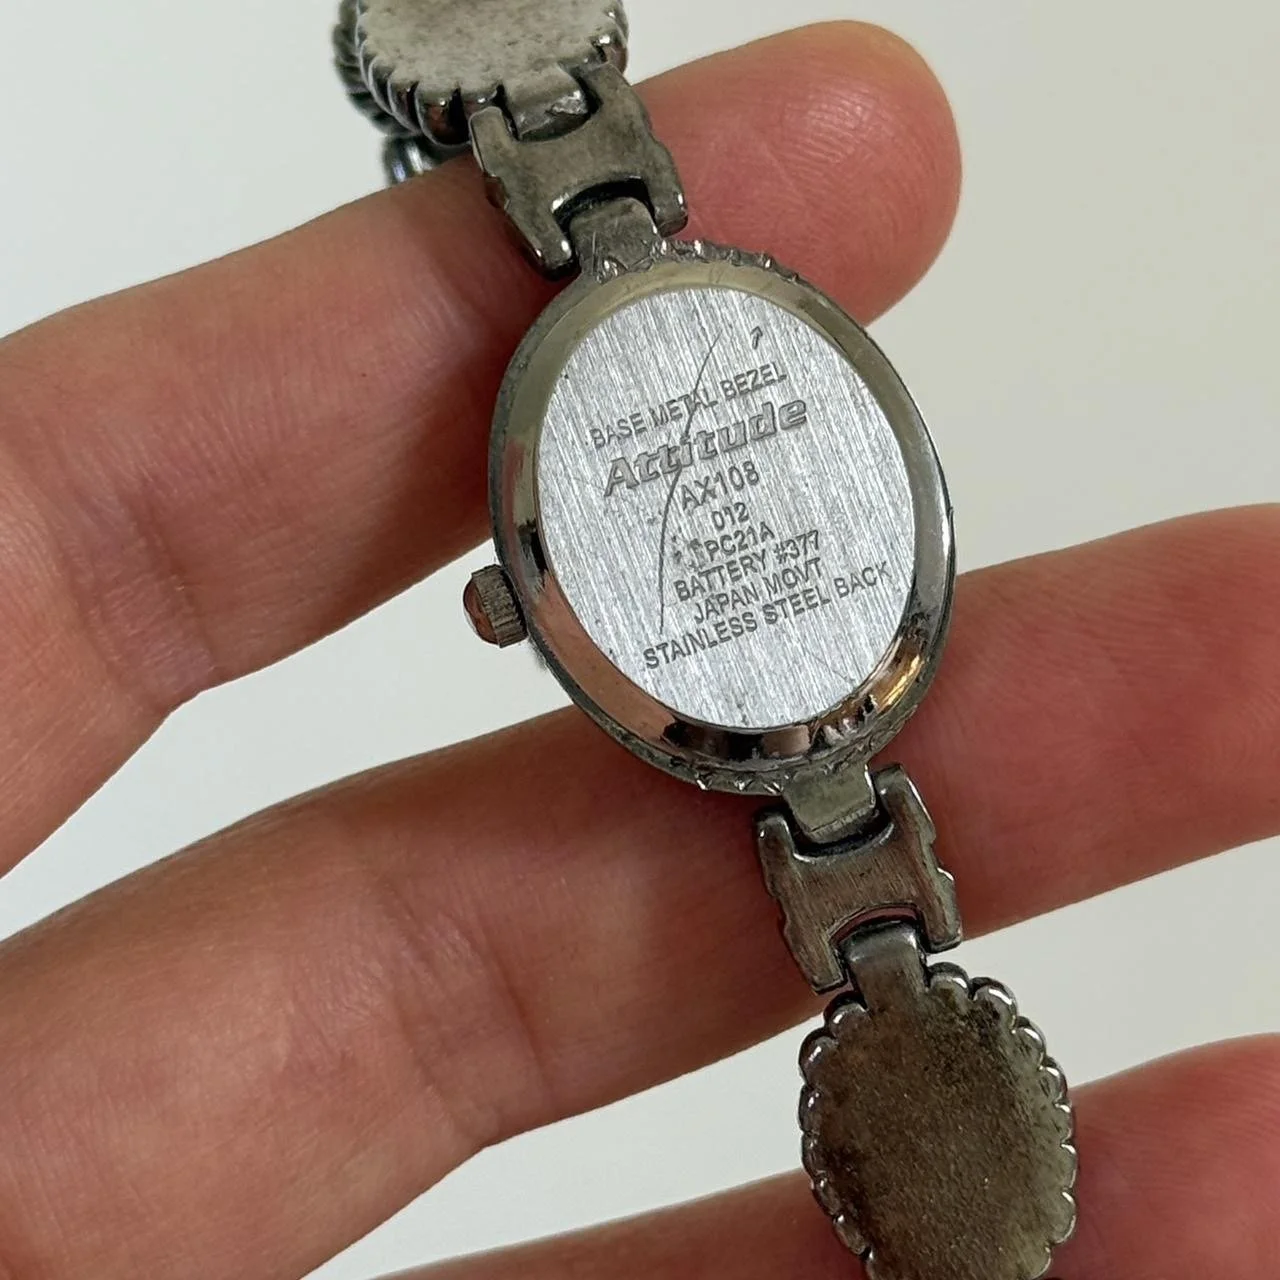 BASE METAL BEZEL
Attitude
AX108
012
PC21A
BATTERY #377
JAPAN MOVT
STAINLESS STEEL BACK